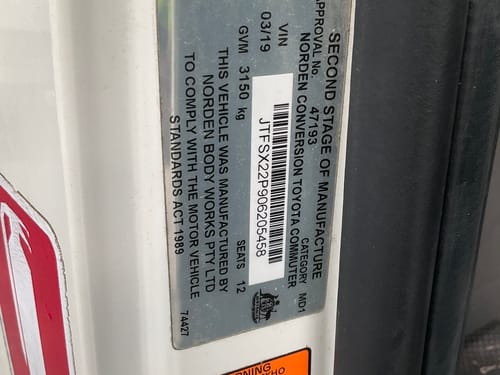 SECOND STAGE OF MANUFACTURE
APPROVAL No. 47193 CATEGORY MD1
NORDEN CONVERSION TOYOTA COMMUTER
VIN JTFSX22P906205458
03/19
GVM 3150 kg SEATS 12
THIS VEHICLE WAS MANUFACTURED BY
NORDEN BODY WORKS PTY LTD
TO COMPLY WITH THE MOTOR VEHICLE
STANDARDS ACT 1989
74427